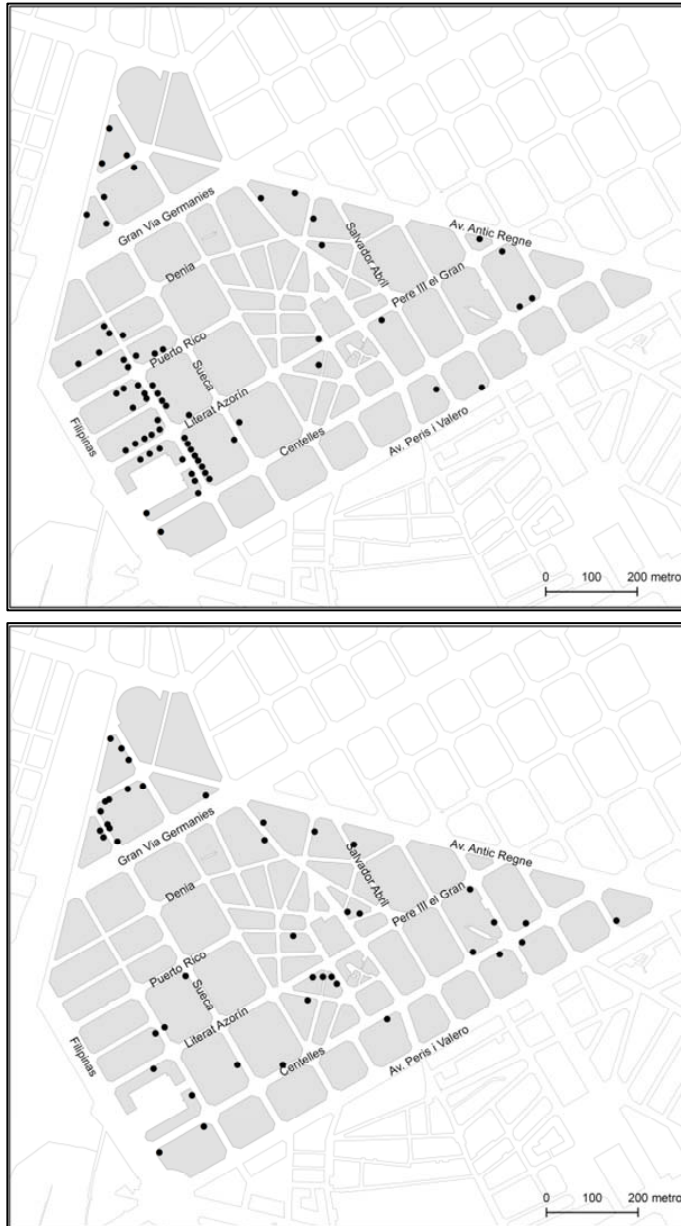 Av. Antic Regne
Salvador Abril
Gran Via Germanies
Denia
Pere III el Gran
Puerto Rico
Sueca
Literat Azorín
Centelles
Filipinas
Av. Peris i Valero
0 100 200 metro
Av. Antic Regne
Salvador Abril
Gran Via Germanies
Denia
Pere III el Gran
Puerto Rico
Sueca
Literat Azorín
Centelles
Filipinas
Av. Peris i Valero
0 100 200 metro